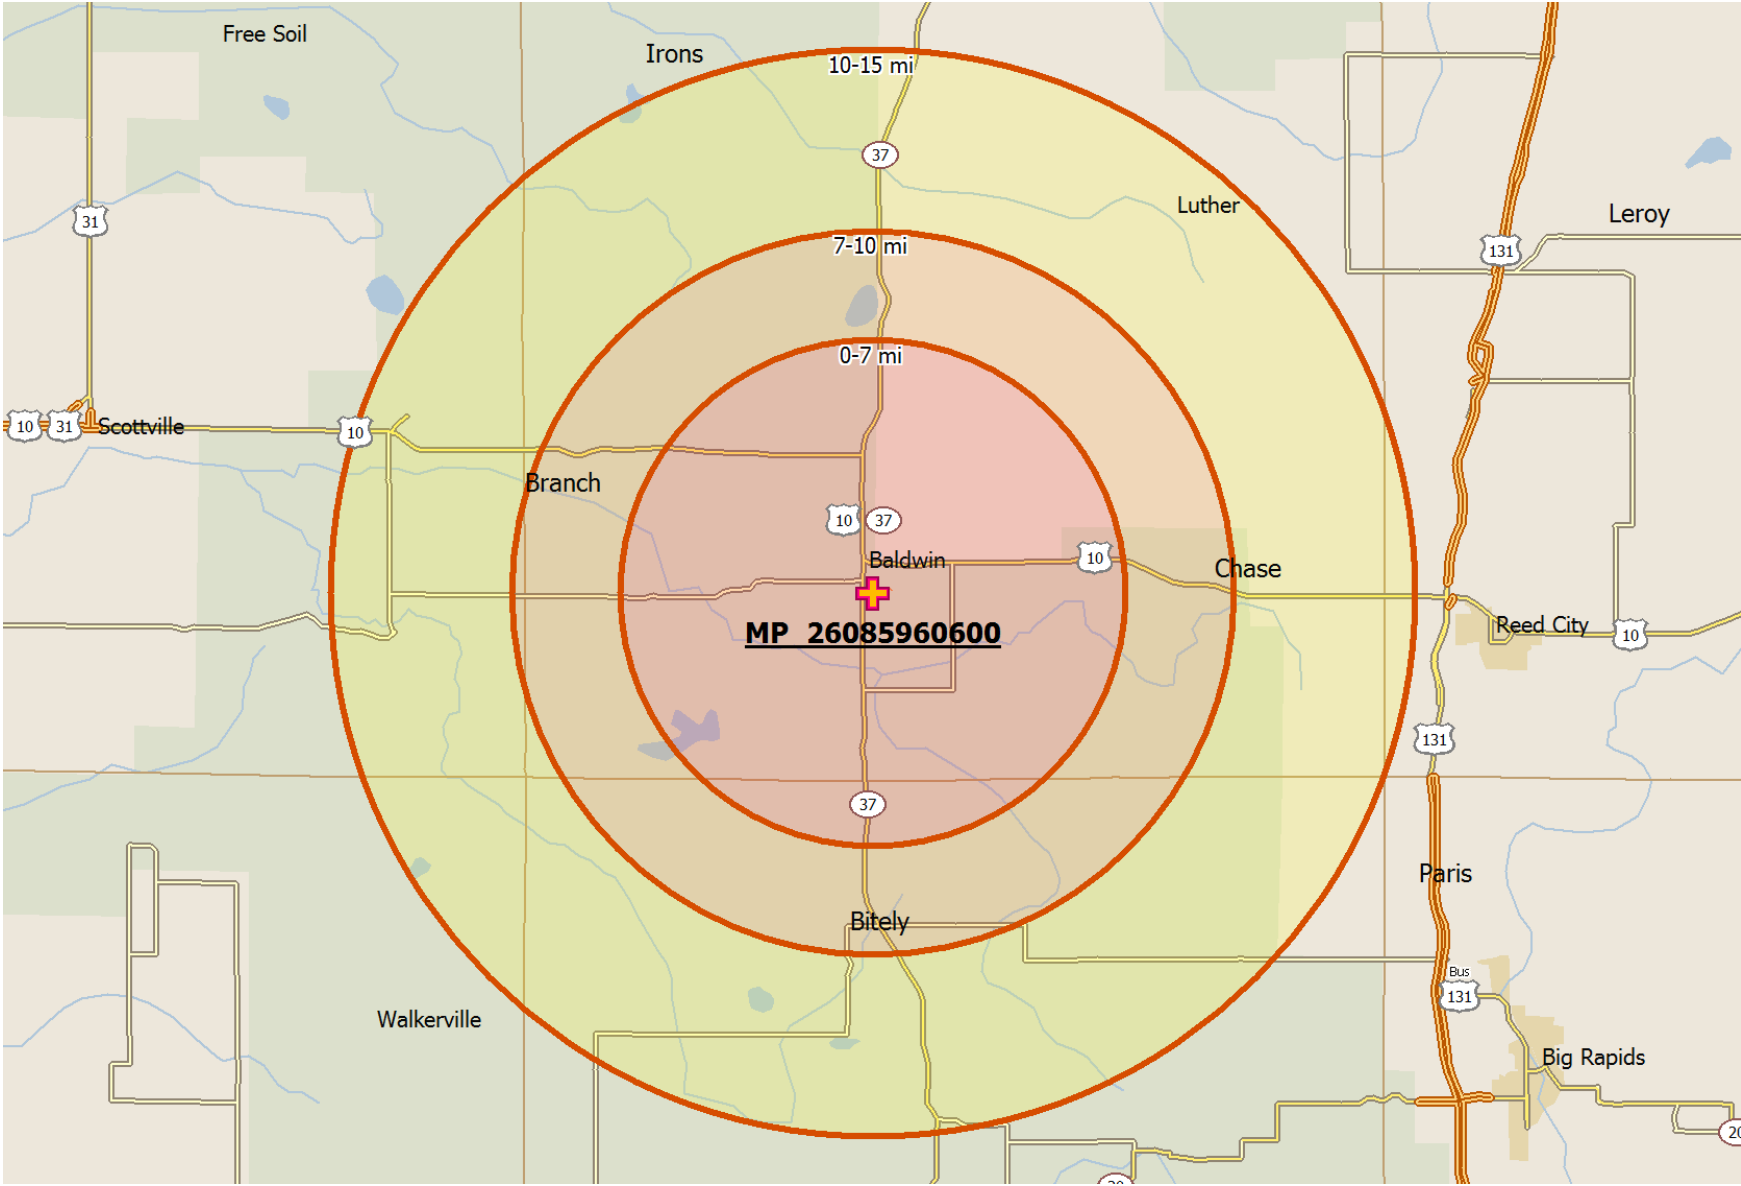 Free Soil
Irons
10-15 mi
37
Luther
31
Leroy
131
7-10 mi
0-7 mi
10
31
Scottville
10
Branch
10
37
Baldwin
10
Chase
MP_26085960600
Reed City
10
131
37
Paris
Bitely
Bus
131
Walkerville
Big Rapids
20